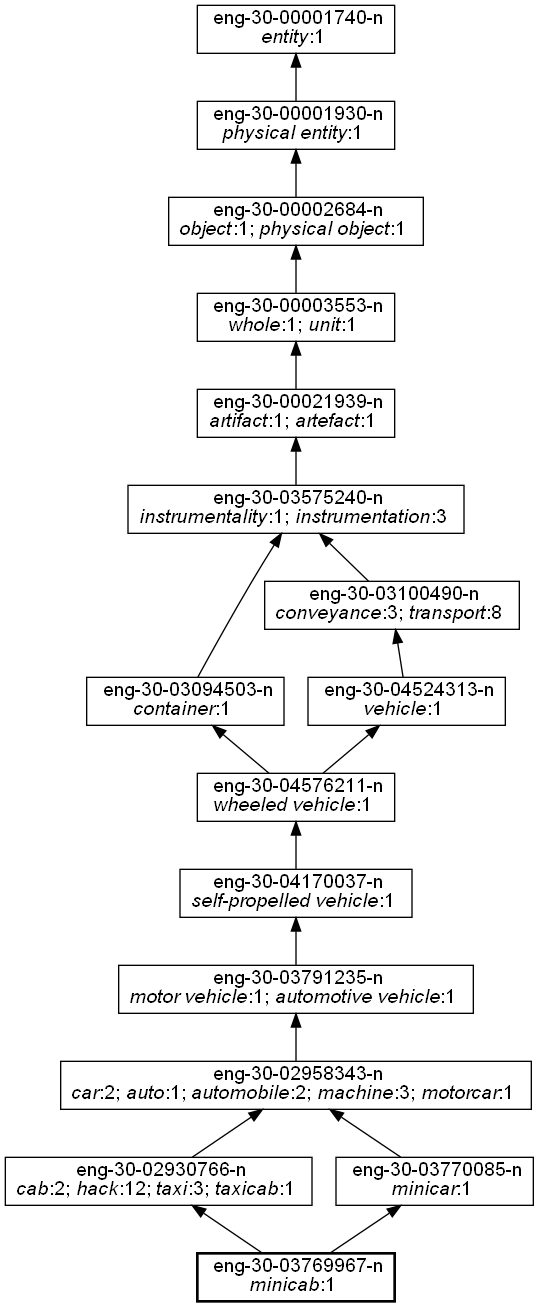 eng-30-00001740-n
entity:1
eng-30-00001930-n
physical entity:1
eng-30-00002684-n
object:1; physical object:1
eng-30-00003553-n
whole:1; unit:1
eng-30-00021939-n
artifact:1; artefact:1
eng-30-03575240-n
instrumentality:1; instrumentation:3
eng-30-03100490-n
conveyance:3; transport:8
eng-30-03094503-n
container:1
eng-30-04524313-n
vehicle:1
eng-30-04576211-n
wheeled vehicle:1
eng-30-04170037-n
self-propelled vehicle:1
eng-30-03791235-n
motor vehicle:1; automotive vehicle:1
eng-30-02958343-n
car:2; auto:1; automobile:2; machine:3; motorcar:1
eng-30-02930766-n
cab:2; hack:12; taxi:3; taxicab:1
eng-30-03770085-n
minicar:1
eng-30-03769967-n
minicab:1